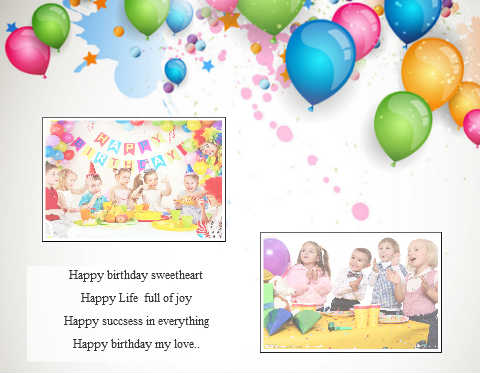 HAPPY
BIRTHDAY!
Happy birthday sweetheart
Happy Life full of joy
Happy succsess in everything
Happy birthday my love..